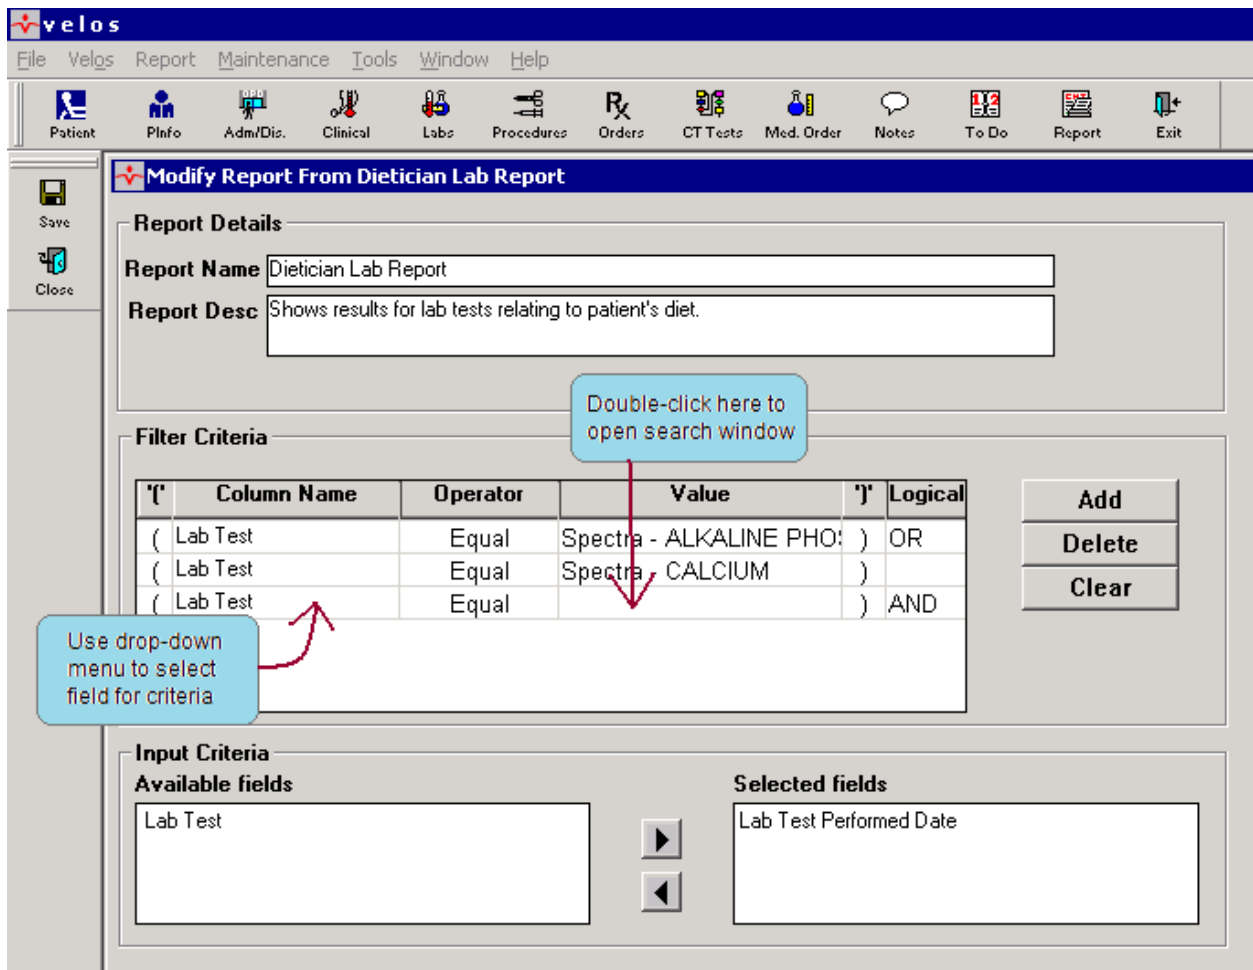 velos
File Velos Report Maintenance Tools Window Help
Patient PInfo Adm/Dis. Clinical Labs Procedures Orders CT Tests Med. Order Notes To Do Report Exit
Save
Close
Modify Report From Dietician Lab Report
Report Details
Report Name Dietician Lab Report
Report Desc Shows results for lab tests relating to patient's diet.
Double-click here to
open search window
Filter Criteria
'(' Column Name Operator Value ')' Logical
( Lab Test Equal Spectra - ALKALINE PHOS ) OR
( Lab Test Equal Spectra - CALCIUM )
( Lab Test Equal ) AND
Add
Delete
Clear
Use drop-down
menu to select
field for criteria
Input Criteria
Available fields
Lab Test
Selected fields
Lab Test Performed Date